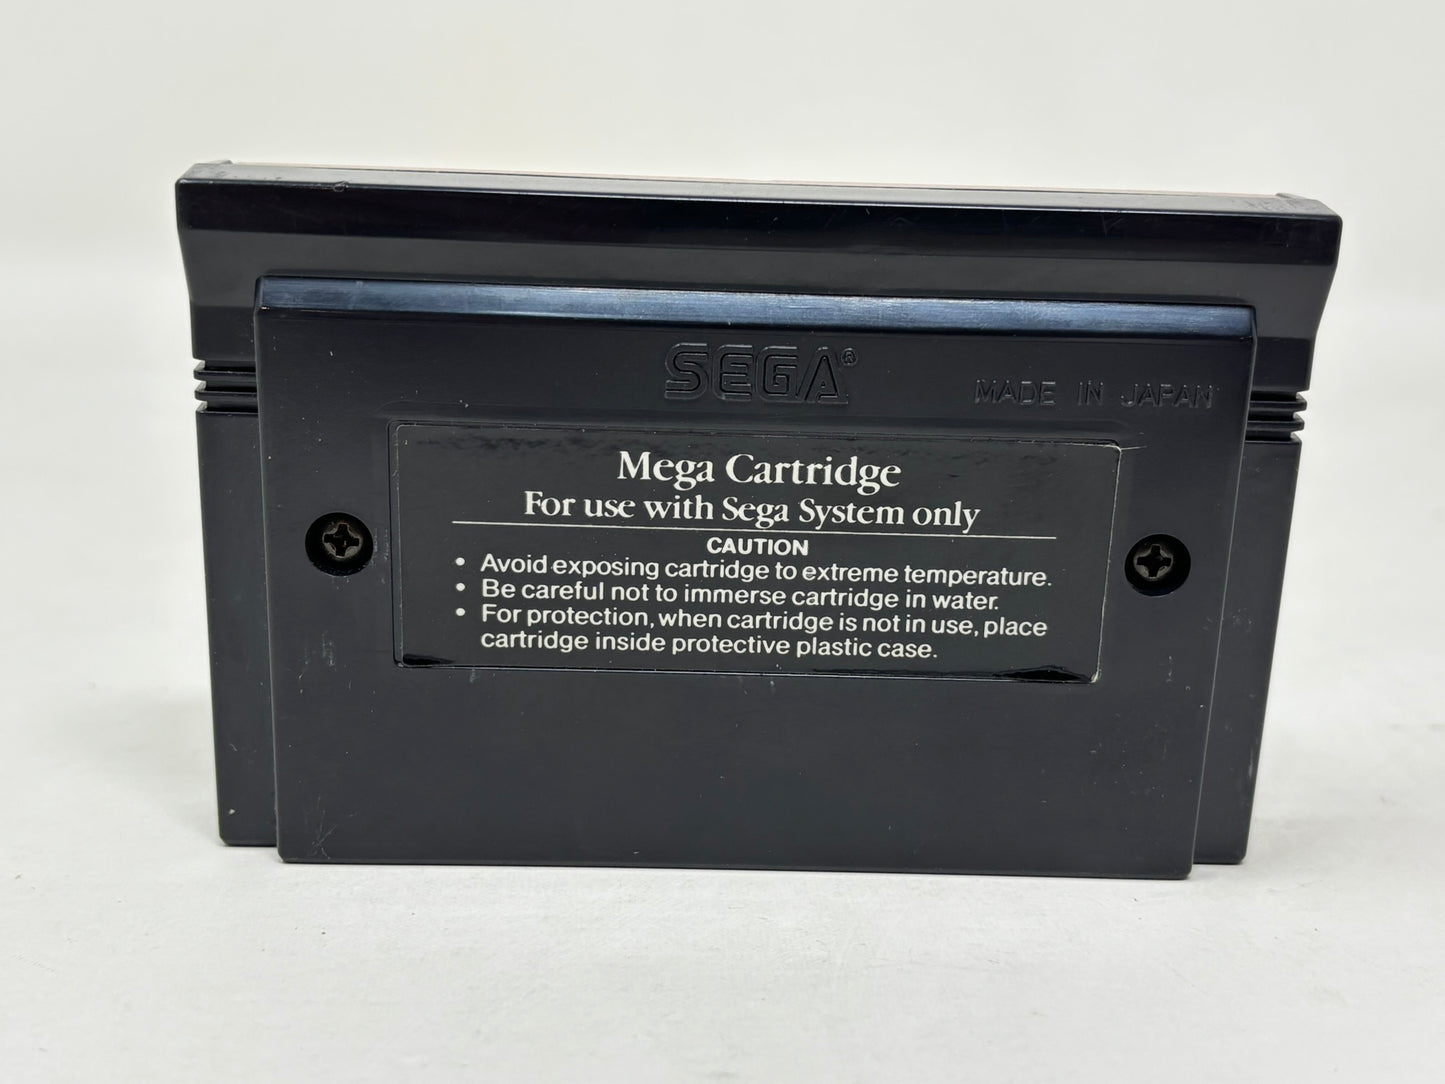 SEGA®
MADE IN JAPAN
Mega Cartridge
For use with Sega System only
CAUTION
• Avoid exposing cartridge to extreme temperature.
• Be careful not to immerse cartridge in water.
• For protection, when cartridge is not in use, place
cartridge inside protective plastic case.